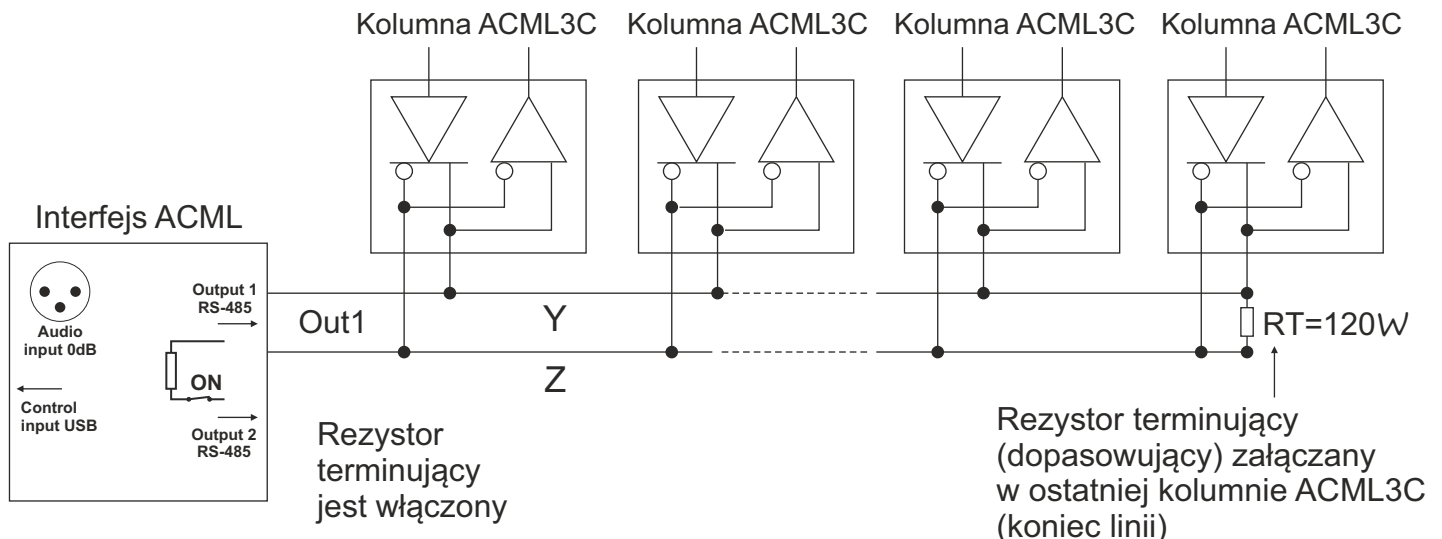 Kolumna ACML3C
Kolumna ACML3C
Kolumna ACML3C
Kolumna ACML3C
Interfejs ACML
Audio
input 0dB
Control
input USB
ON
Output 1
RS-485
Output 2
RS-485
Out1
Y
Z
RT=120W
Rezystor
terminujący
jest włączony
Rezystor terminujący
(dopasowujący) załączany
w ostatniej kolumnie ACML3C
(koniec linii)